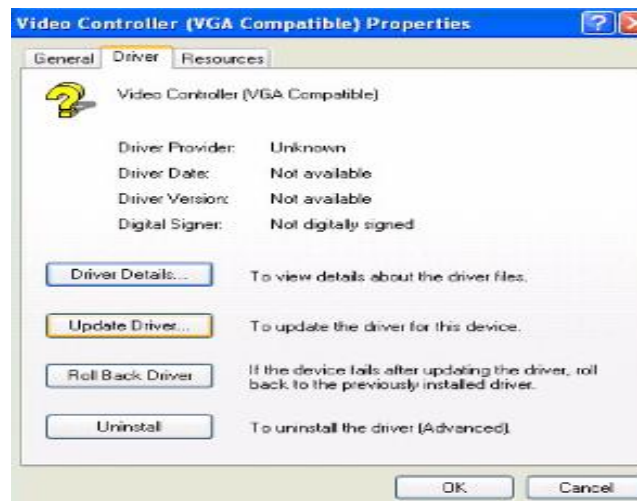 Video Controller (VGA Compatible) Properties
General Driver Resources
Video Controller (VGA Compatible)
Driver Provider: Unknown
Driver Date: Not available
Driver Version: Not available
Digital Signer: Not digitally signed
Driver Details... To view details about the driver files.
Update Driver... To update the driver for this device.
Roll Back Driver If the device fails after updating the driver, roll
back to the previously installed driver.
Uninstall To uninstall the driver (Advanced).
OK Cancel